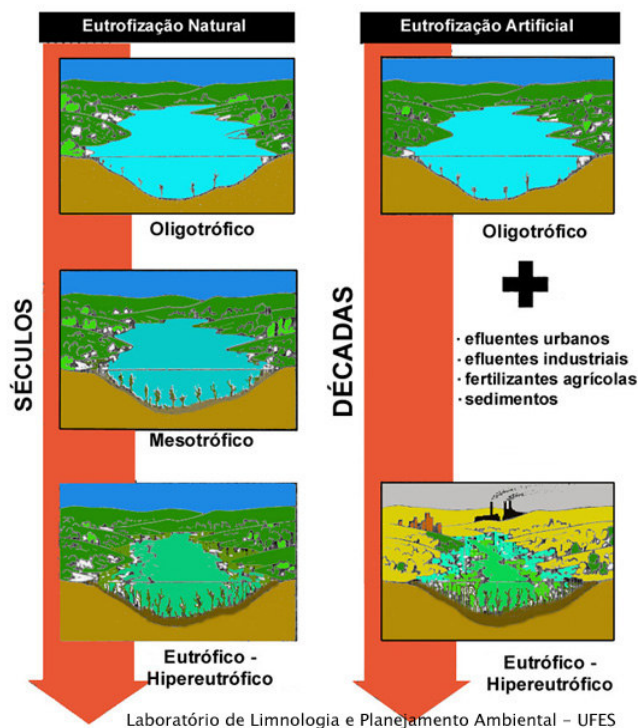 Eutrofização Natural
SÉCULOS
Oligotrófico
Mesotrófico
Eutrófico -
Hipereutrófico
Eutrofização Artificial
DÉCADAS
Oligotrófico
· efluentes urbanos
· efluentes industriais
· fertilizantes agrícolas
· sedimentos
Eutrófico -
Hipereutrófico
Laboratório de Limnologia e Planejamento Ambiental - UFES